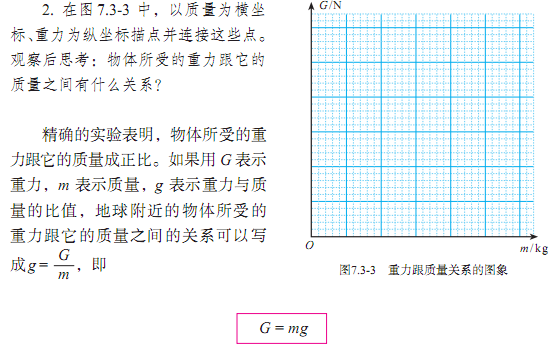 2. 在图 7.3-3 中，以质量为横坐
标、重力为纵坐标描点并连接这些点。
观察后思考：物体所受的重力跟它的
质量之间有什么关系？
精确的实验表明，物体所受的重
力跟它的质量成正比。如果用 G 表示
重力，m 表示质量，g 表示重力与质
量的比值，地球附近的物体所受的
重力跟它的质量之间的关系可以写
成 g = G/m，即
G = mg
G/N
O
m/kg
图7.3-3 重力跟质量关系的图象